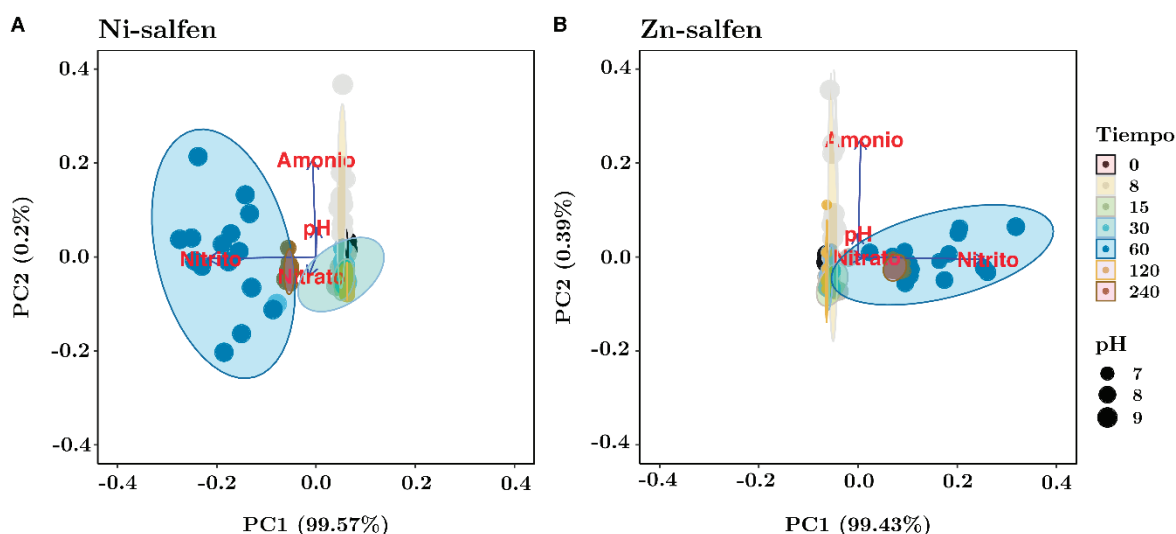 A
Ni-salfen
0.4
0.2
0.0
-0.2
-0.4
PC2 (0.2%)
Amonio
pH
Nitrito
Nitrato
-0.4
-0.2
0.0
0.2
0.4
PC1 (99.57%)
B
Zn-salfen
0.4
0.2
0.0
-0.2
-0.4
PC2 (0.39%)
Amonio
pH
Nitrato
Nitrito
-0.4
-0.2
0.0
0.2
0.4
PC1 (99.43%)
Tiempo
0
8
15
30
60
120
240
pH
7
8
9